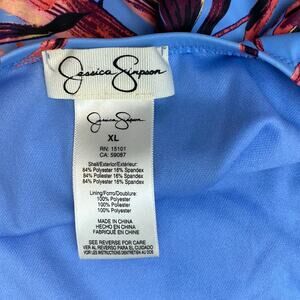 Jessica Simpson
Jessica Simpson
XL
RN: 15101
CA: 59087
Shell/Exterior/Extérieur:
84% Polyester 16% Spandex
84% Poliester 16% Spandex
84% Polyester 16% Spandex
Lining/Forro/Doublure:
100% Polyester
100% Poliester
100% Polyester
MADE IN CHINA
HECHO EN CHINA
FABRIQUÉ EN CHINE
SEE REVERSE FOR CARE
VER AL REVERSO PARA EL CUIDADO
VOIR LES INSTRUCTIONS D'ENTRETIEN AU DOS